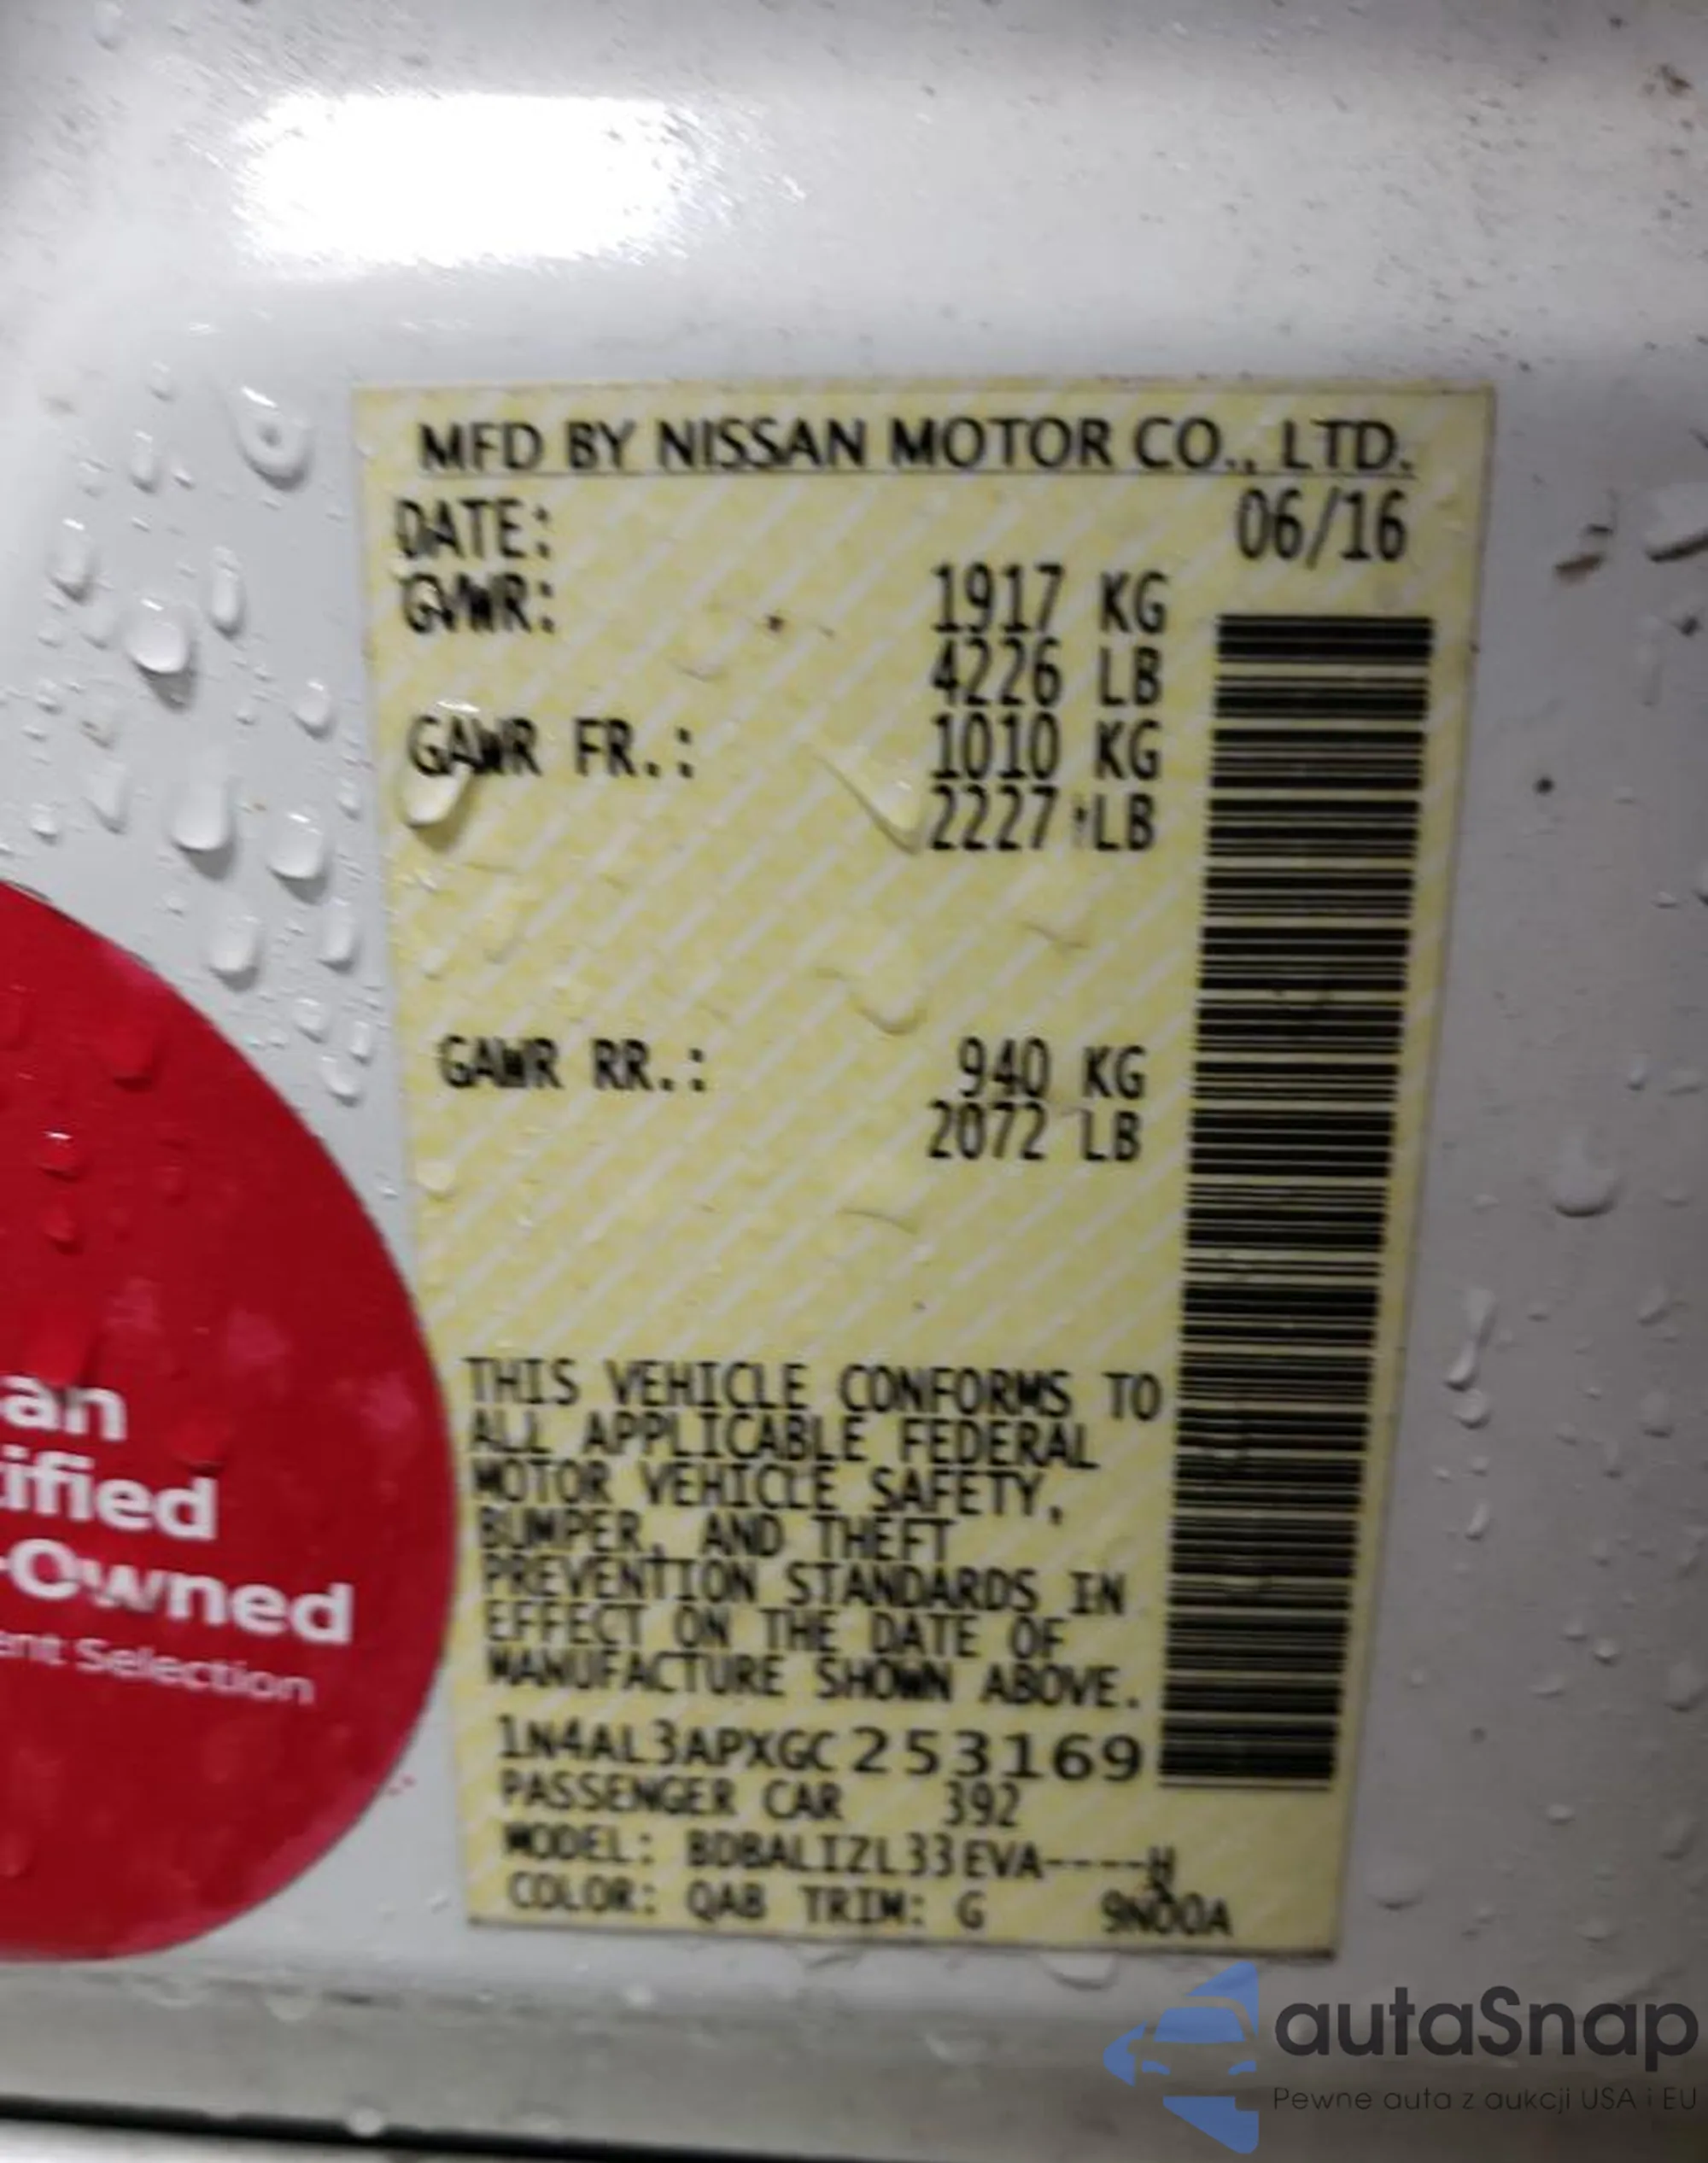 MFD BY NISSAN MOTOR CO., LTD.
DATE: 06/16
GVWR: 1917 KG
4226 LB
GAWR FR.: 1010 KG
2227 LB
GAWR RR.: 940 KG
2072 LB
THIS VEHICLE CONFORMS TO
ALL APPLICABLE FEDERAL
MOTOR VEHICLE SAFETY,
BUMPER, AND THEFT
PREVENTION STANDARDS IN
EFFECT ON THE DATE OF
MANUFACTURE SHOWN ABOVE.
1N4AL3APXGC253169
PASSENGER CAR 392
MODEL: BDBALIZL33EVA----H
COLOR: QAB TRIM: G 9N00A
an
ified
-Owned
ent Selection
autaSnap
Pewne auta z aukcji USA i EU